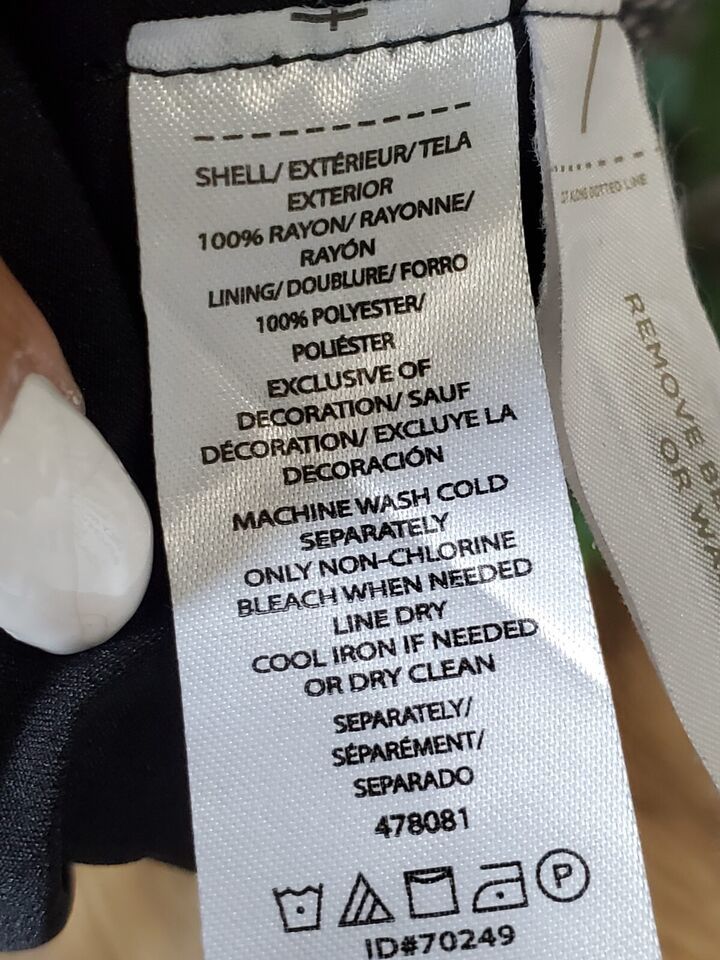 SHELL/ EXTÉRIEUR/ TELA
EXTERIOR
100% RAYON/ RAYONNE/
RAYÓN
LINING/ DOUBLURE/ FORRO
100% POLYESTER/
POLIÉSTER
EXCLUSIVE OF
DECORATION/ SAUF
DÉCORATION/ EXCLUYE LA
DECORACIÓN
MACHINE WASH COLD
SEPARATELY
ONLY NON-CHLORINE
BLEACH WHEN NEEDED
LINE DRY
COOL IRON IF NEEDED
OR DRY CLEAN
SEPARATELY/
SÉPARÉMENT/
SEPARADO
478081
P
ID#70249
DOTTED LINE
REMOVE
OR